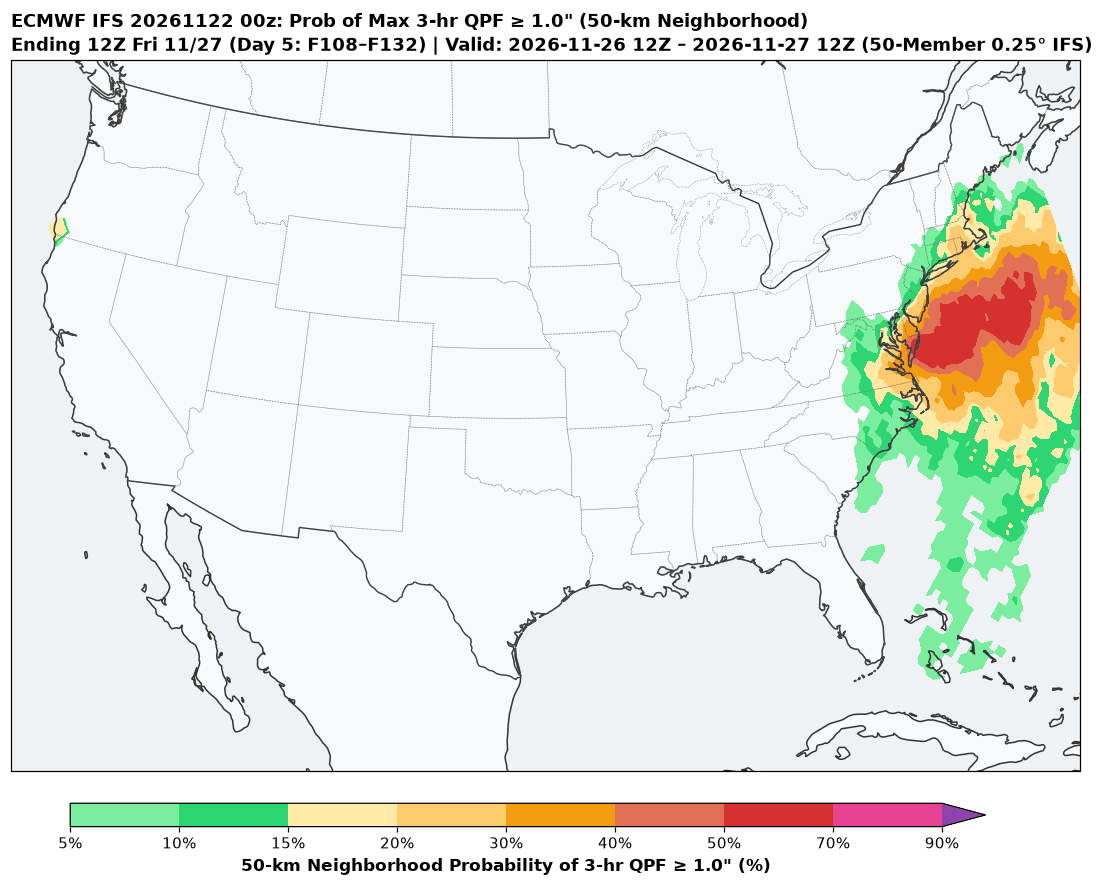 ECMWF IFS 20261122 00z: Prob of Max 3-hr QPF ≥ 1.0" (50-km Neighborhood)
Ending 12Z Fri 11/27 (Day 5: F108–F132) | Valid: 2026-11-26 12Z – 2026-11-27 12Z (50-Member 0.25° IFS)
5% 10% 15% 20% 30% 40% 50% 70% 90%
50-km Neighborhood Probability of 3-hr QPF ≥ 1.0" (%)